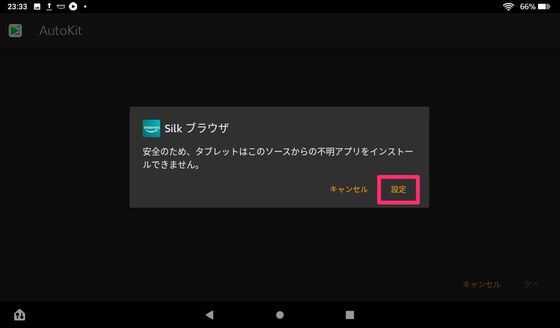 23:33
66%
AutoKit
Silk ブラウザ
安全のため、タブレットはこのソースからの不明アプリをインストー
ルできません。
キャンセル
設定
キャンセル
次へ